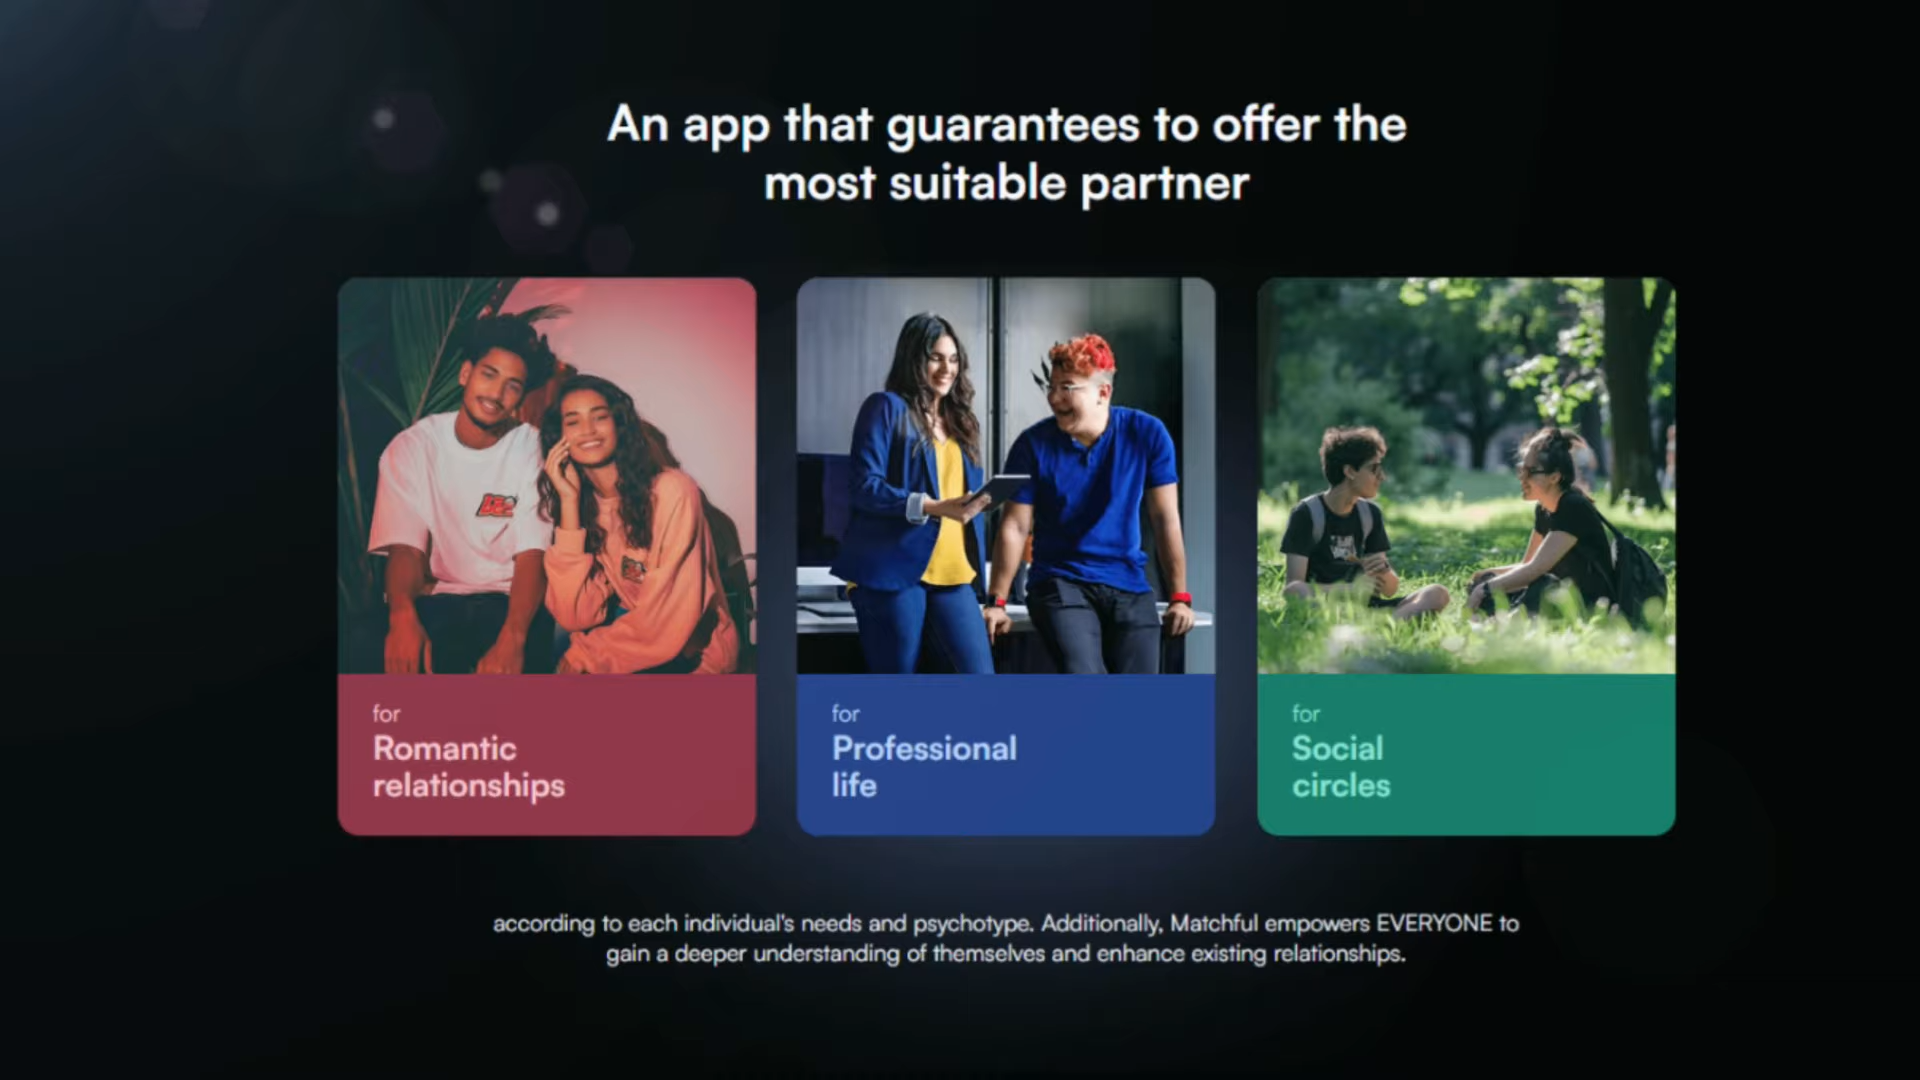 An app that guarantees to offer the
most suitable partner
for
Romantic
relationships
for
Professional
life
for
Social
circles
according to each individual's needs and psychotype. Additionally, Matchful empowers EVERYONE to
gain a deeper understanding of themselves and enhance existing relationships.